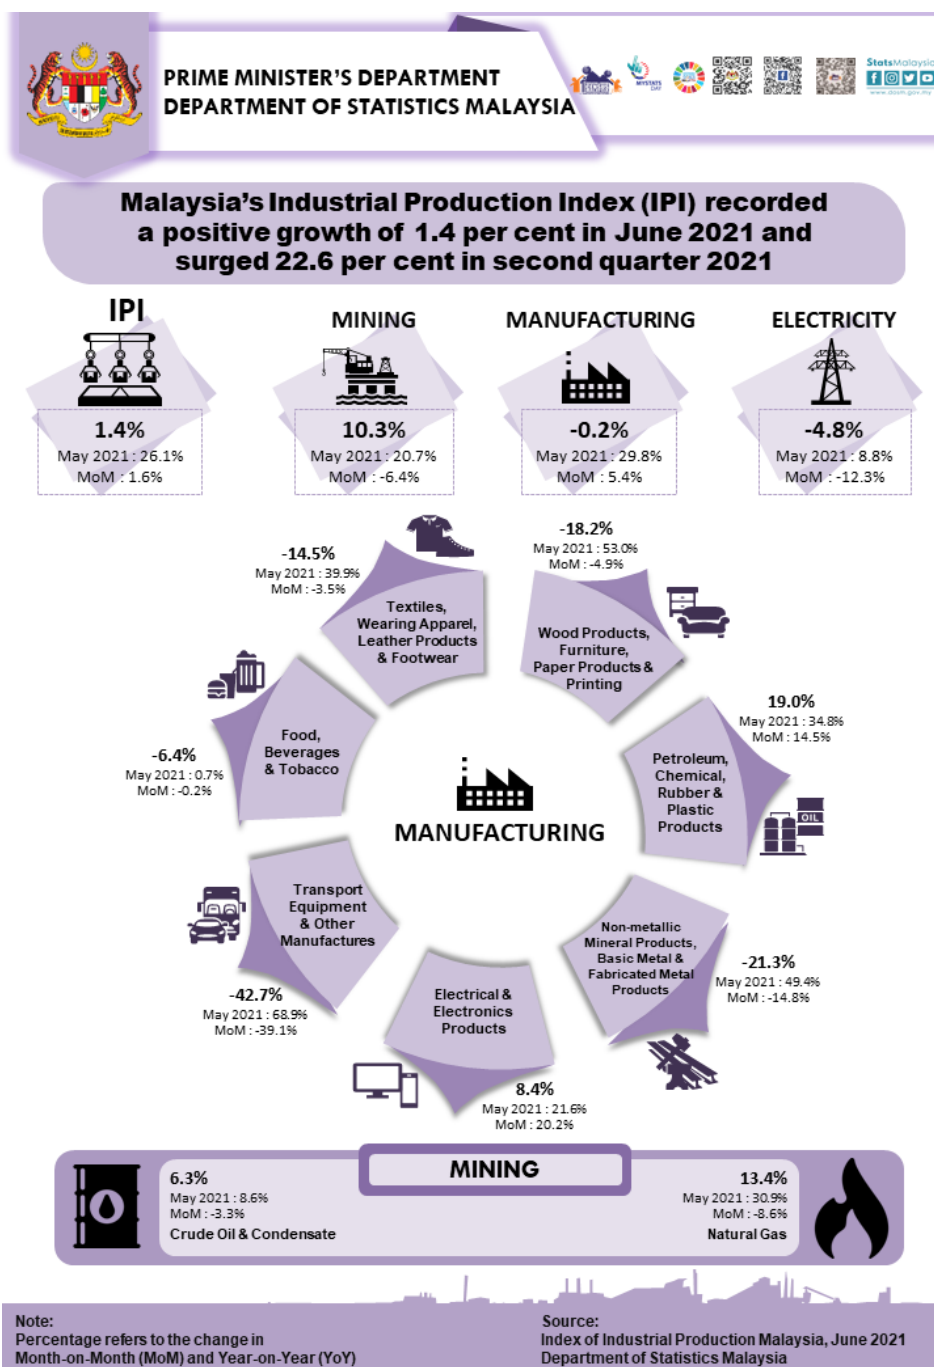 PRIME MINISTER'S DEPARTMENT
DEPARTMENT OF STATISTICS MALAYSIA
MYSTATS
DAY
StatsMalaysia
www.dosm.gov.my
Malaysia's Industrial Production Index (IPI) recorded
a positive growth of 1.4 per cent in June 2021 and
surged 22.6 per cent in second quarter 2021
IPI
1.4%
May 2021 : 26.1%
MoM : 1.6%
MINING
10.3%
May 2021 : 20.7%
MoM : -6.4%
MANUFACTURING
-0.2%
May 2021 : 29.8%
MoM : 5.4%
ELECTRICITY
-4.8%
May 2021 : 8.8%
MoM : -12.3%
-14.5%
May 2021 : 39.9%
MoM : -3.5%
Textiles,
Wearing Apparel,
Leather Products
& Footwear
-18.2%
May 2021 : 53.0%
MoM : -4.9%
Wood Products,
Furniture,
Paper Products &
Printing
19.0%
May 2021 : 34.8%
MoM : 14.5%
Petroleum,
Chemical,
Rubber &
Plastic
Products
OIL
-6.4%
May 2021 : 0.7%
MoM : -0.2%
Food,
Beverages
& Tobacco
MANUFACTURING
Transport
Equipment
& Other
Manufactures
-42.7%
May 2021 : 68.9%
MoM : -39.1%
Non-metallic
Mineral Products,
Basic Metal &
Fabricated Metal
Products
-21.3%
May 2021 : 49.4%
MoM : -14.8%
Electrical &
Electronics
Products
8.4%
May 2021 : 21.6%
MoM : 20.2%
MINING
6.3%
May 2021 : 8.6%
MoM : -3.3%
Crude Oil & Condensate
13.4%
May 2021 : 30.9%
MoM : -8.6%
Natural Gas
Note:
Percentage refers to the change in
Month-on-Month (MoM) and Year-on-Year (YoY)
Source:
Index of Industrial Production Malaysia, June 2021
Department of Statistics Malaysia